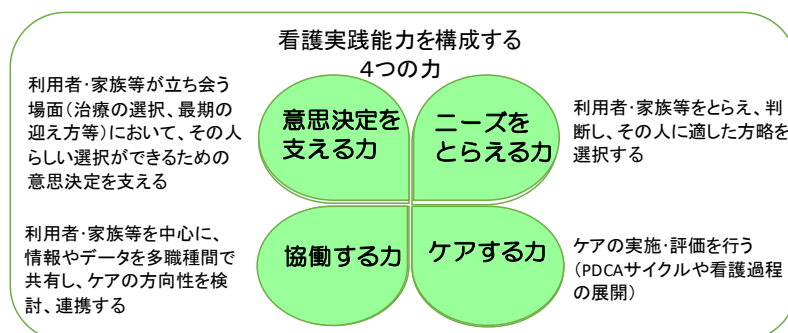 看護実践能力を構成する
4つの力
利用者・家族等が立ち会う
場面(治療の選択、最期の
迎え方等)において、その人
らしい選択ができるための
意思決定を支える
意思決定を
支える力
ニーズを
とらえる力
利用者・家族等をとらえ、判
断し、その人に適した方略を
選択する
利用者・家族等を中心に、
情報やデータを多職種間で
共有し、ケアの方向性を検
討、連携する
協働する力
ケアする力
ケアの実施・評価を行う
(PDCAサイクルや看護過程
の展開)